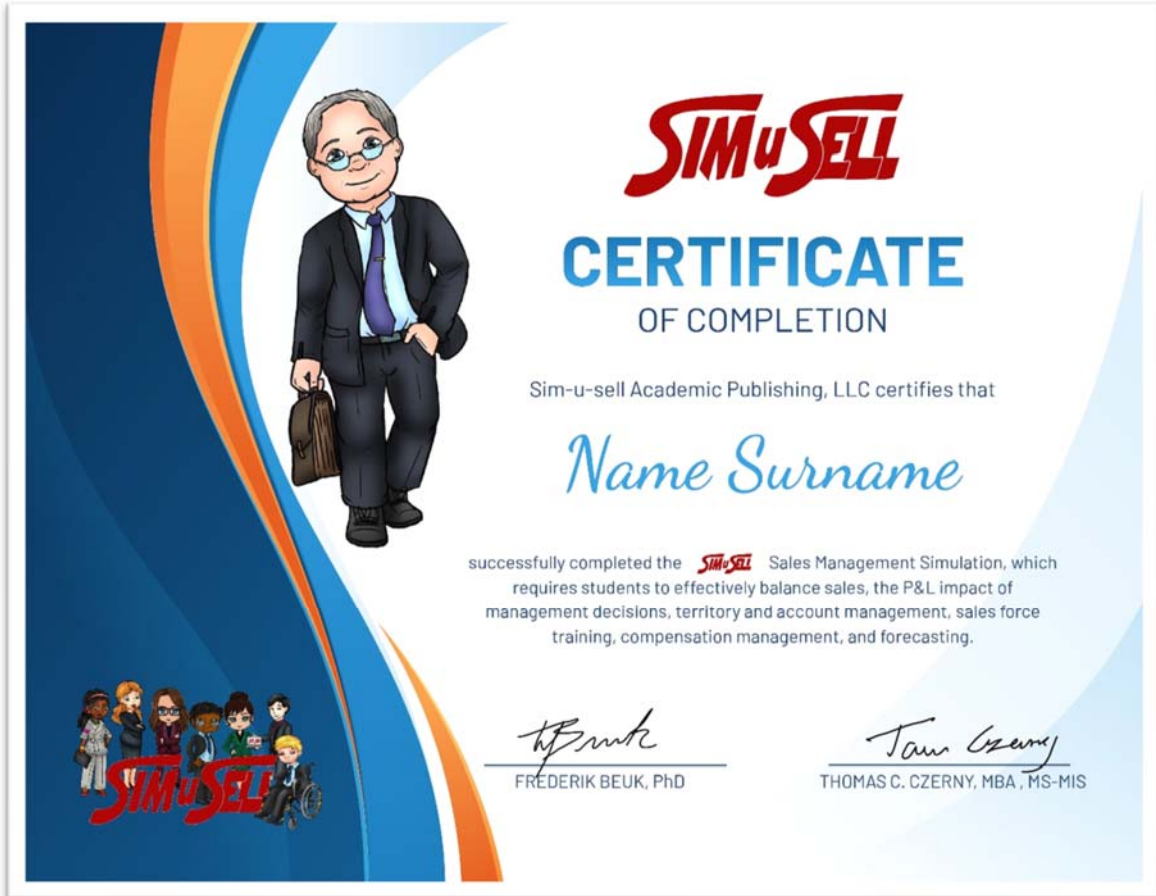 SIMuSELL
CERTIFICATE
OF COMPLETION
Sim-u-sell Academic Publishing, LLC certifies that
Name Surname
successfully completed the SIMuSELL Sales Management Simulation, which
requires students to effectively balance sales, the P&L impact of
management decisions, territory and account management, sales force
training, compensation management, and forecasting.
FREDERIK BEUK, PhD
Tom Czerny
THOMAS C. CZERNY, MBA , MS-MIS
SIMuSELL